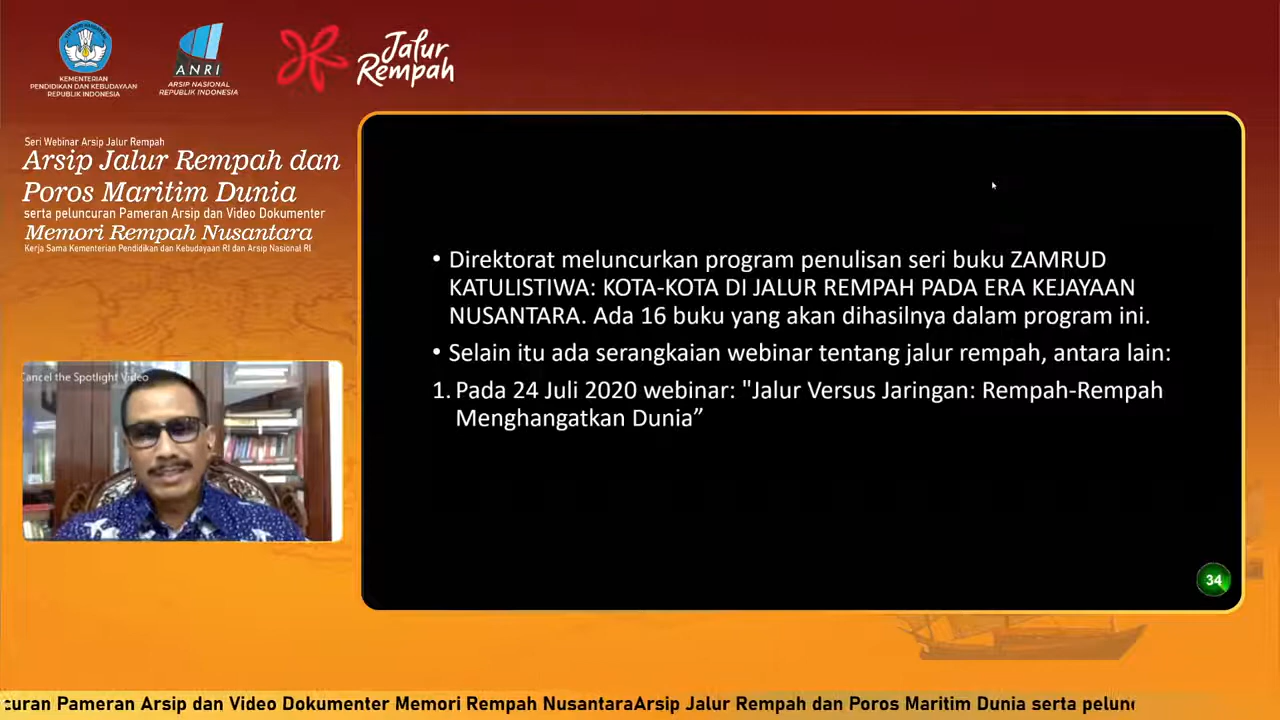 KEMENTERIAN
PENDIDIKAN DAN KEBUDAYAAN
REPUBLIK INDONESIA
ANRI
ARSIP NASIONAL
REPUBLIK INDONESIA
Jalur
Rempah
Seri Webinar Arsip Jalur Rempah
Arsip Jalur Rempah dan
Poros Maritim Dunia
serta peluncuran Pameran Arsip dan Video Dokumenter
Memori Rempah Nusantara
Kerja Sama Kementerian Pendidikan dan Kebudayaan RI dan Arsip Nasional RI
Cancel the Spotlight Video
• Direktorat meluncurkan program penulisan seri buku ZAMRUD
KATULISTIWA: KOTA-KOTA DI JALUR REMPAH PADA ERA KEJAYAAN
NUSANTARA. Ada 16 buku yang akan dihasilnya dalam program ini.
• Selain itu ada serangkaian webinar tentang jalur rempah, antara lain:
1. Pada 24 Juli 2020 webinar: "Jalur Versus Jaringan: Rempah-Rempah
Menghangatkan Dunia”
34
curan Pameran Arsip dan Video Dokumenter Memori Rempah NusantaraArsip Jalur Rempah dan Poros Maritim Dunia serta pelun